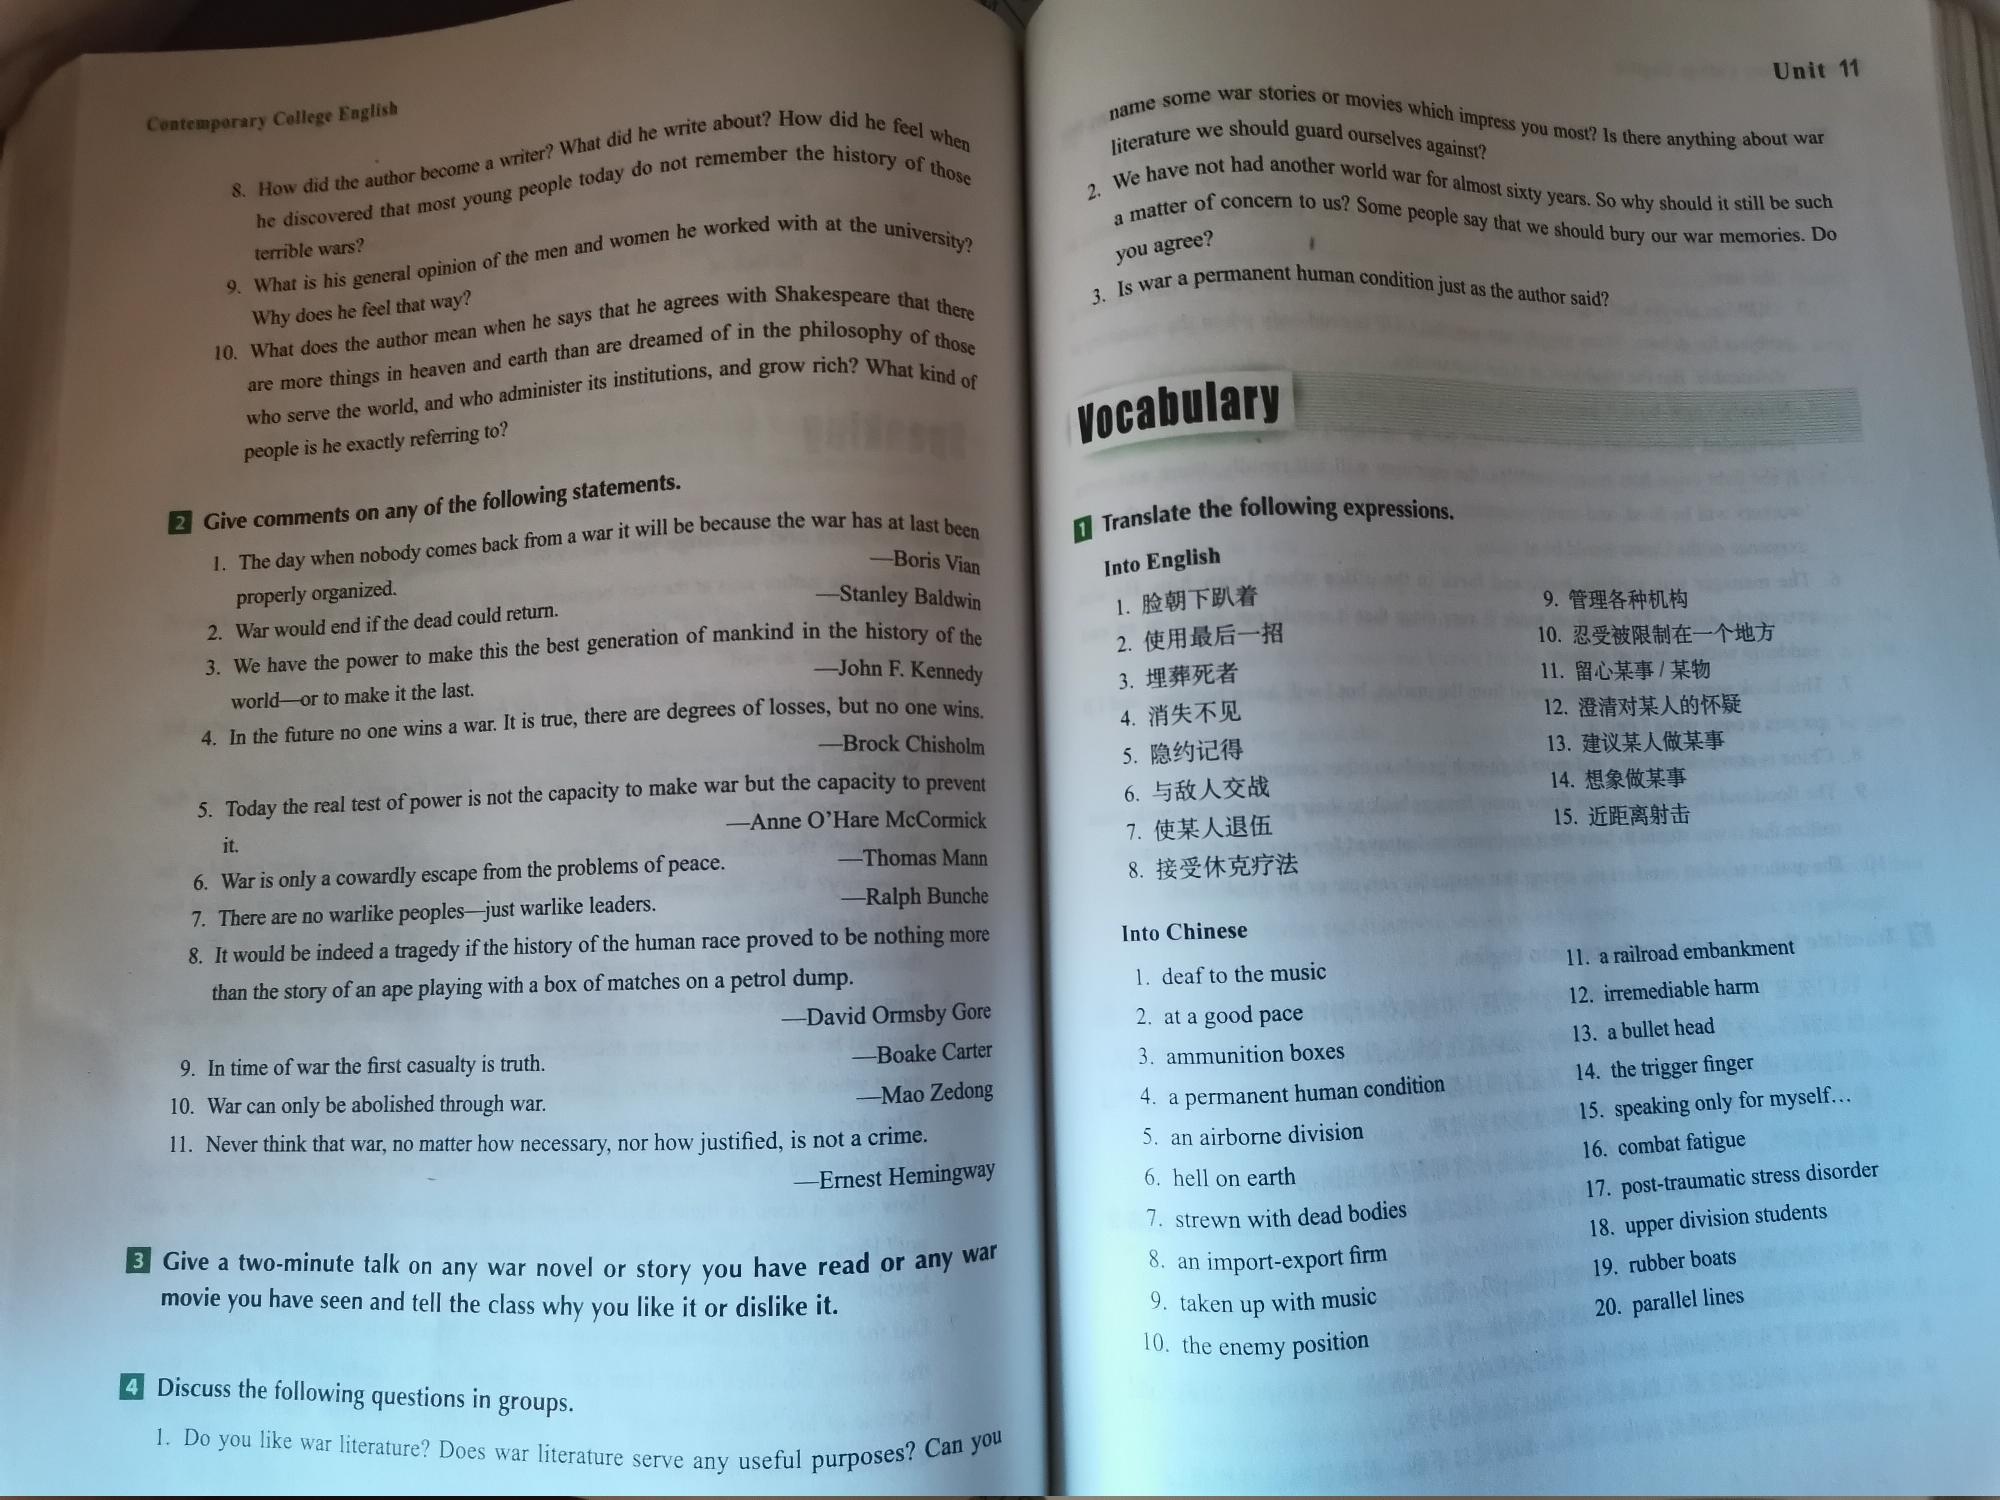 Contemporary College English
8. How did the author become a writer? What did he write about? How did he feel when
he discovered that most young people today do not remember the history of those
terrible wars?
9. What is his general opinion of the men and women he worked with at the university?
Why does he feel that way?
10. What does the author mean when he says that he agrees with Shakespeare that there
are more things in heaven and earth than are dreamed of in the philosophy of those
who serve the world, and who administer its institutions, and grow rich? What kind of
people is he exactly referring to?
2 Give comments on any of the following statements.
1. The day when nobody comes back from a war it will be because the war has at last been
properly organized. —Boris Vian
2. War would end if the dead could return. —Stanley Baldwin
3. We have the power to make this the best generation of mankind in the history of the
world—or to make it the last. —John F. Kennedy
4. In the future no one wins a war. It is true, there are degrees of losses, but no one wins.
—Brock Chisholm
5. Today the real test of power is not the capacity to make war but the capacity to prevent
it. —Anne O'Hare McCormick
6. War is only a cowardly escape from the problems of peace. —Thomas Mann
7. There are no warlike peoples—just warlike leaders. —Ralph Bunche
8. It would be indeed a tragedy if the history of the human race proved to be nothing more
than the story of an ape playing with a box of matches on a petrol dump.
—David Ormsby Gore
9. In time of war the first casualty is truth. —Boake Carter
10. War can only be abolished through war. —Mao Zedong
11. Never think that war, no matter how necessary, nor how justified, is not a crime.
—Ernest Hemingway
3 Give a two-minute talk on any war novel or story you have read or any war
movie you have seen and tell the class why you like it or dislike it.
4 Discuss the following questions in groups.
1. Do you like war literature? Does war literature serve any useful purposes? Can you
Unit 11
name some war stories or movies which impress you most? Is there anything about war
literature we should guard ourselves against?
2. We have not had another world war for almost sixty years. So why should it still be such
a matter of concern to us? Some people say that we should bury our war memories. Do
you agree?
3. Is war a permanent human condition just as the author said?
Vocabulary
1 Translate the following expressions.
Into English
1. 脸朝下趴着
2. 使用最后一招
3. 埋葬死者
4. 消失不见
5. 隐约记得
6. 与敌人交战
7. 使某人退伍
8. 接受休克疗法
9. 管理各种机构
10. 忍受被限制在一个地方
11. 留心某事 / 某物
12. 澄清对某人的怀疑
13. 建议某人做某事
14. 想象做某事
15. 近距离射击
Into Chinese
1. deaf to the music
2. at a good pace
3. ammunition boxes
4. a permanent human condition
5. an airborne division
6. hell on earth
7. strewn with dead bodies
8. an import-export firm
9. taken up with music
10. the enemy position
11. a railroad embankment
12. irremediable harm
13. a bullet head
14. the trigger finger
15. speaking only for myself…
16. combat fatigue
17. post-traumatic stress disorder
18. upper division students
19. rubber boats
20. parallel lines